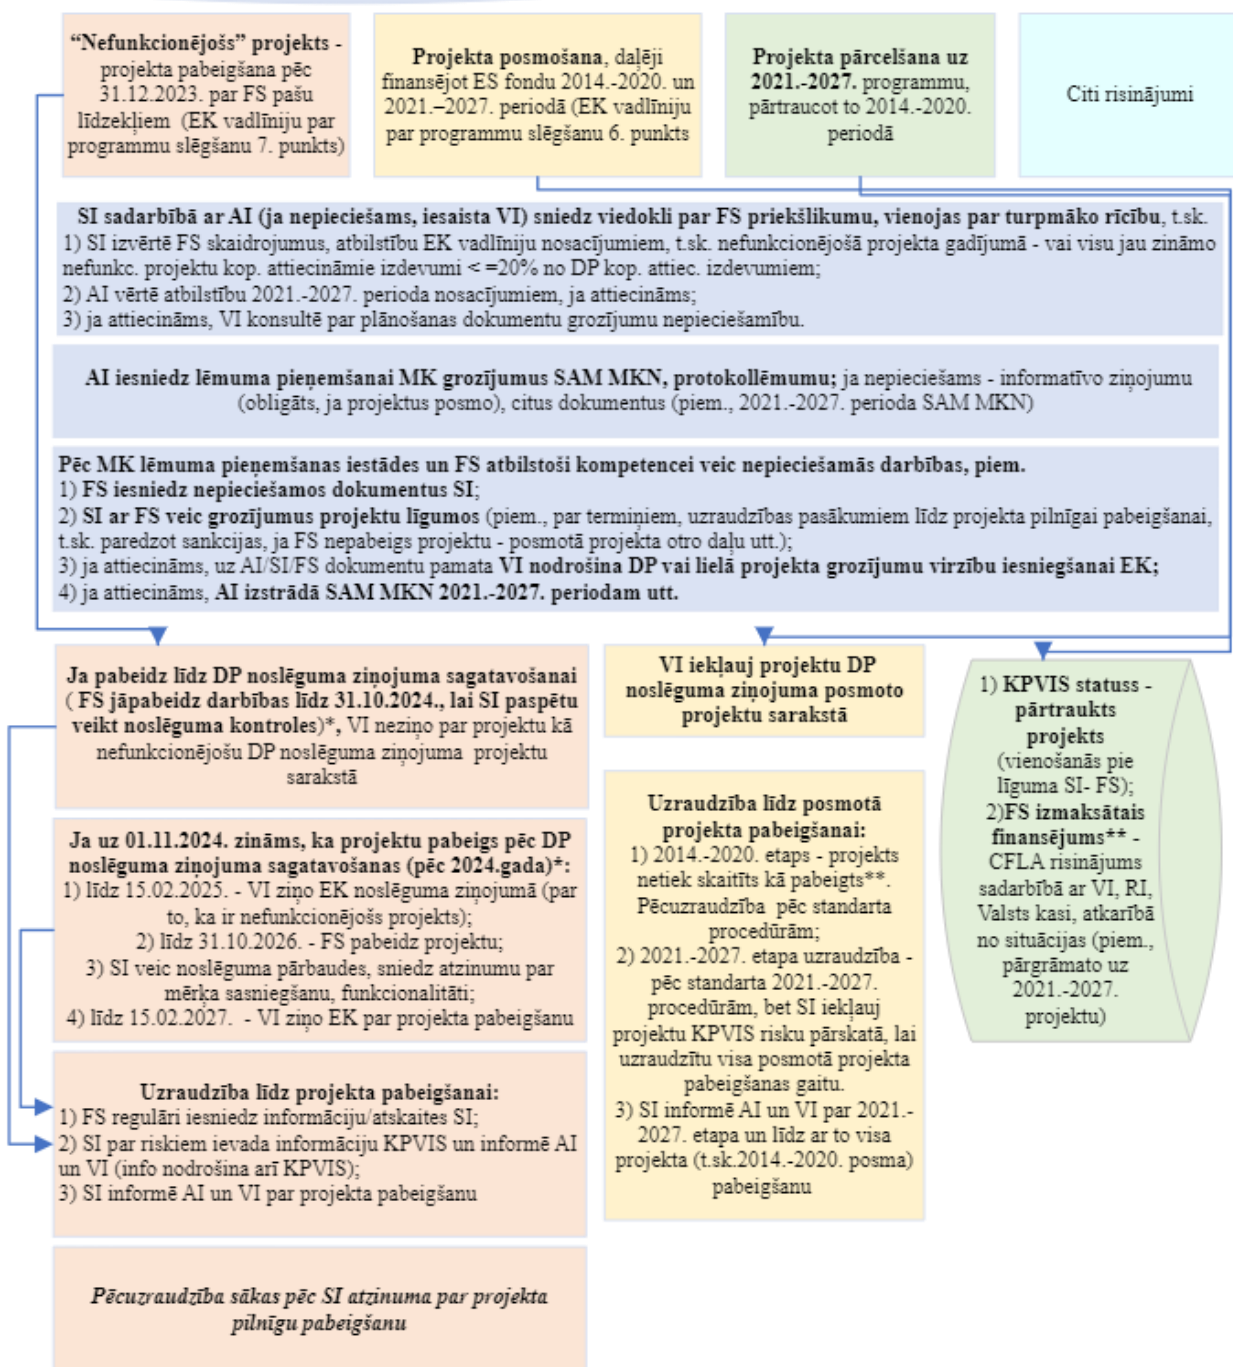 “Nefunkcionējošs” projekts -
projekta pabeigšana pēc
31.12.2023. par FS pašu
līdzekļiem (EK vadlīniju par
programmu slēgšanu 7. punkts)
Projekta posmošana, daļēji
finansējot ES fondu 2014.-2020. un
2021.–2027. periodā (EK vadlīniju
par programmu slēgšanu 6. punkts
Projekta pārcelšana uz
2021.-2027. programmu,
pārtraucot to 2014.-2020.
periodā
Citi risinājumi
SI sadarbībā ar AI (ja nepieciešams, iesaista VI) sniedz viedokli par FS priekšlikumu, vienojas par turpmāko rīcību, t.sk.
1) SI izvērtē FS skaidrojumus, atbilstību EK vadlīniju nosacījumiem, t.sk. nefunkcionējošā projekta gadījumā - vai visu jau zināmo
nefunkc. projektu kop. attiecināmie izdevumi < =20% no DP kop. attiec. izdevumiem;
2) AI vērtē atbilstību 2021.-2027. perioda nosacījumiem, ja attiecināms;
3) ja attiecināms, VI konsultē par plānošanas dokumentu grozījumu nepieciešamību.
AI iesniedz lēmuma pieņemšanai MK grozījumus SAM MKN, protokollēmumu; ja nepieciešams - informatīvo ziņojumu
(obligāts, ja projektus posmo), citus dokumentus (piem., 2021.-2027. perioda SAM MKN)
Pēc MK lēmuma pieņemšanas iestādes un FS atbilstoši kompetencei veic nepieciešamās darbības, piem.
1) FS iesniedz nepieciešamos dokumentus SI;
2) SI ar FS veic grozījumus projektu līgumos (piem., par termiņiem, uzraudzības pasākumiem līdz projekta pilnīgai pabeigšanai,
t.sk. paredzot sankcijas, ja FS nepabeigs projektu - posmotā projekta otro daļu utt.);
3) ja attiecināms, uz AI/SI/FS dokumentu pamata VI nodrošina DP vai lielā projekta grozījumu virzību iesniegšanai EK;
4) ja attiecināms, AI izstrādā SAM MKN 2021.-2027. periodam utt.
Ja pabeidz līdz DP noslēguma ziņojuma sagatavošanai
( FS jāpabeidz darbības līdz 31.10.2024., lai SI paspētu
veikt noslēguma kontroles)*, VI neziņo par projektu kā
nefunkcionējošu DP noslēguma ziņojuma projektu
sarakstā
Ja uz 01.11.2024. zināms, ka projektu pabeigs pēc DP
noslēguma ziņojuma sagatavošanas (pēc 2024.gada)*:
1) līdz 15.02.2025. - VI ziņo EK noslēguma ziņojumā (par
to, ka ir nefunkcionējošs projekts);
2) līdz 31.10.2026. - FS pabeidz projektu;
3) SI veic noslēguma pārbaudes, sniedz atzinumu par
mērķa sasniegšanu, funkcionalitāti;
4) līdz 15.02.2027. - VI ziņo EK par projekta pabeigšanu
Uzraudzība līdz projekta pabeigšanai:
1) FS regulāri iesniedz informāciju/atskaites SI;
2) SI par riskiem ievada informāciju KPVIS un informē AI
un VI (info nodrošina arī KPVIS);
3) SI informē AI un VI par projekta pabeigšanu
Pēcuzraudzība sākas pēc SI atzinuma par projekta
pilnīgu pabeigšanu
VI iekļauj projektu DP
noslēguma ziņojuma posmoto
projektu sarakstā
Uzraudzība līdz posmotā
projekta pabeigšanai:
1) 2014.-2020. etaps - projekts
netiek skaitīts kā pabeigts**.
Pēcuzraudzība pēc standarta
procedūrām;
2) 2021.-2027. etapa uzraudzība -
pēc standarta 2021.-2027.
procedūrām, bet SI iekļauj
projektu KPVIS risku pārskatā, lai
uzraudzītu visa posmotā projekta
pabeigšanas gaitu.
3) SI informē AI un VI par 2021.-
2027. etapa un līdz ar to visa
projekta (t.sk.2014.-2020. posma)
pabeigšanu
1) KPVIS statuss -
pārtraukts
projekts
(vienošanās pie
līguma SI- FS);
2)FS izmaksātais
finansējums** -
CFLA risinājums
sadarbībā ar VI, RI,
Valsts kasi, atkarībā
no situācijas (piem.,
pārgrāmato uz
2021.-2027.
projektu)